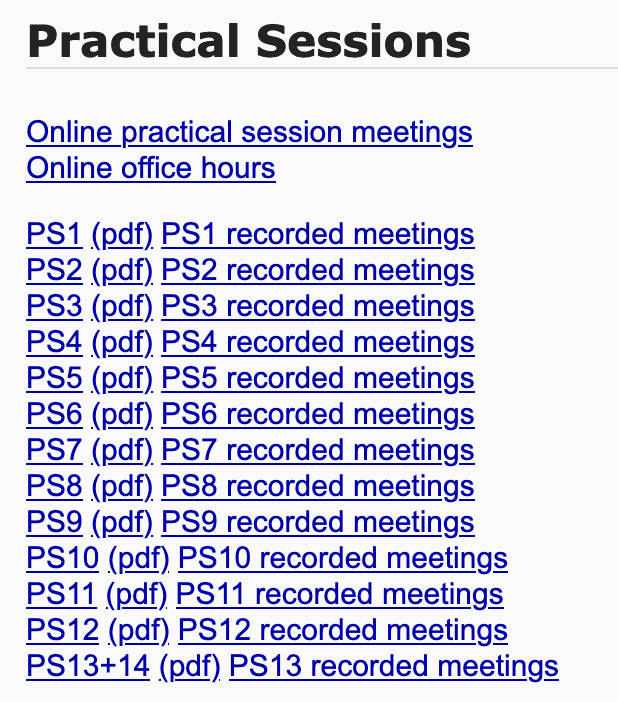 Practical Sessions
Online practical session meetings
Online office hours
PS1 (pdf) PS1 recorded meetings
PS2 (pdf) PS2 recorded meetings
PS3 (pdf) PS3 recorded meetings
PS4 (pdf) PS4 recorded meetings
PS5 (pdf) PS5 recorded meetings
PS6 (pdf) PS6 recorded meetings
PS7 (pdf) PS7 recorded meetings
PS8 (pdf) PS8 recorded meetings
PS9 (pdf) PS9 recorded meetings
PS10 (pdf) PS10 recorded meetings
PS11 (pdf) PS11 recorded meetings
PS12 (pdf) PS12 recorded meetings
PS13+14 (pdf) PS13 recorded meetings